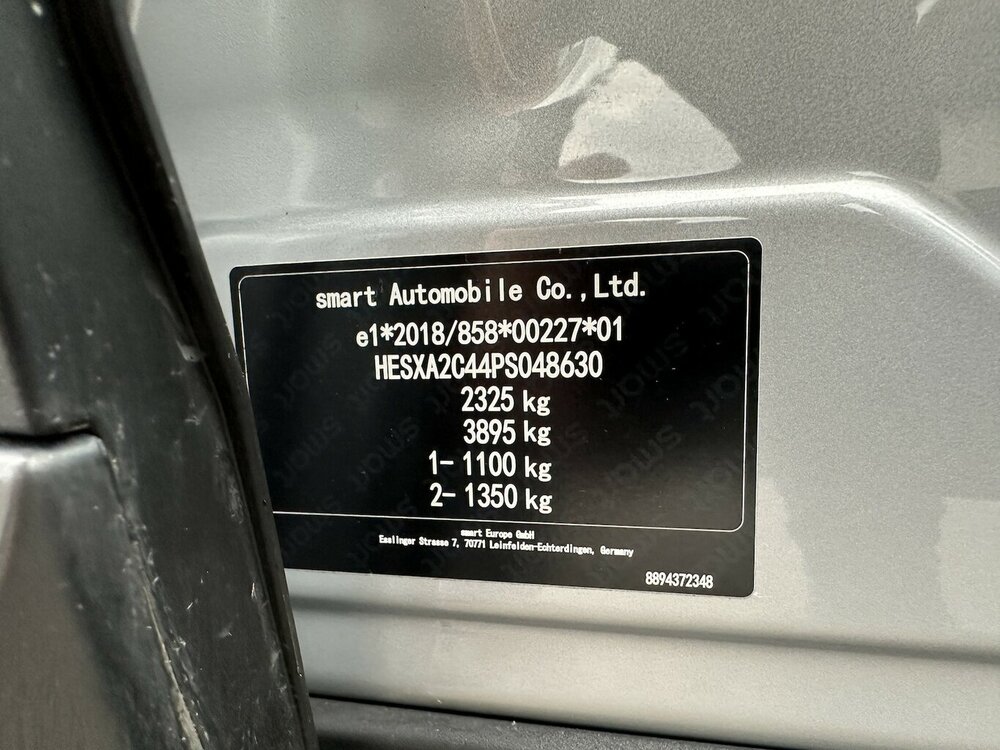 smart Automobile Co.,Ltd.
e1*2018/858*00227*01
HESXA2C44PS048630
2325 kg
3895 kg
1- 1100 kg
2- 1350 kg
smart Europe GmbH
Esslinger Strasse 7, 70771 Leinfelden-Echterdingen, Germany
8894372348